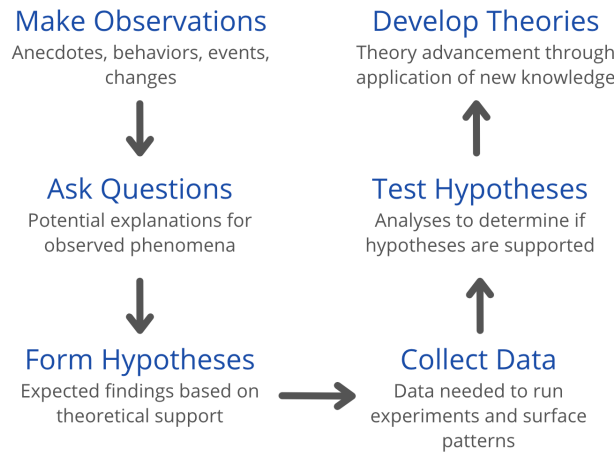 Make Observations
Anecdotes, behaviors, events,
changes
Ask Questions
Potential explanations for
observed phenomena
Form Hypotheses
Expected findings based on
theoretical support
Collect Data
Data needed to run
experiments and surface
patterns
Test Hypotheses
Analyses to determine if
hypotheses are supported
Develop Theories
Theory advancement through
application of new knowledge